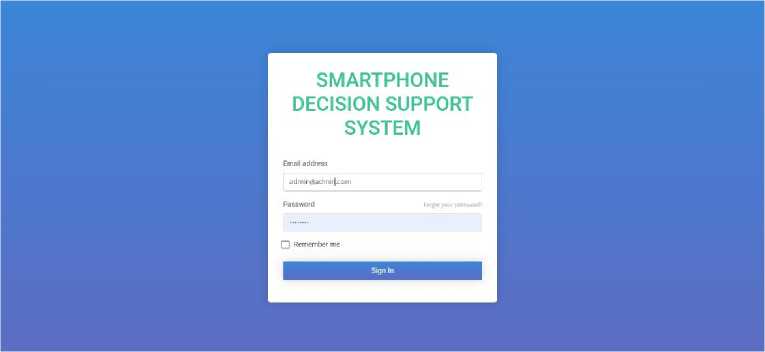 SMARTPHONE
DECISION SUPPORT
SYSTEM
Email address
admin@admin.com
Password
Forgot your password?
········
Remember me
Sign In